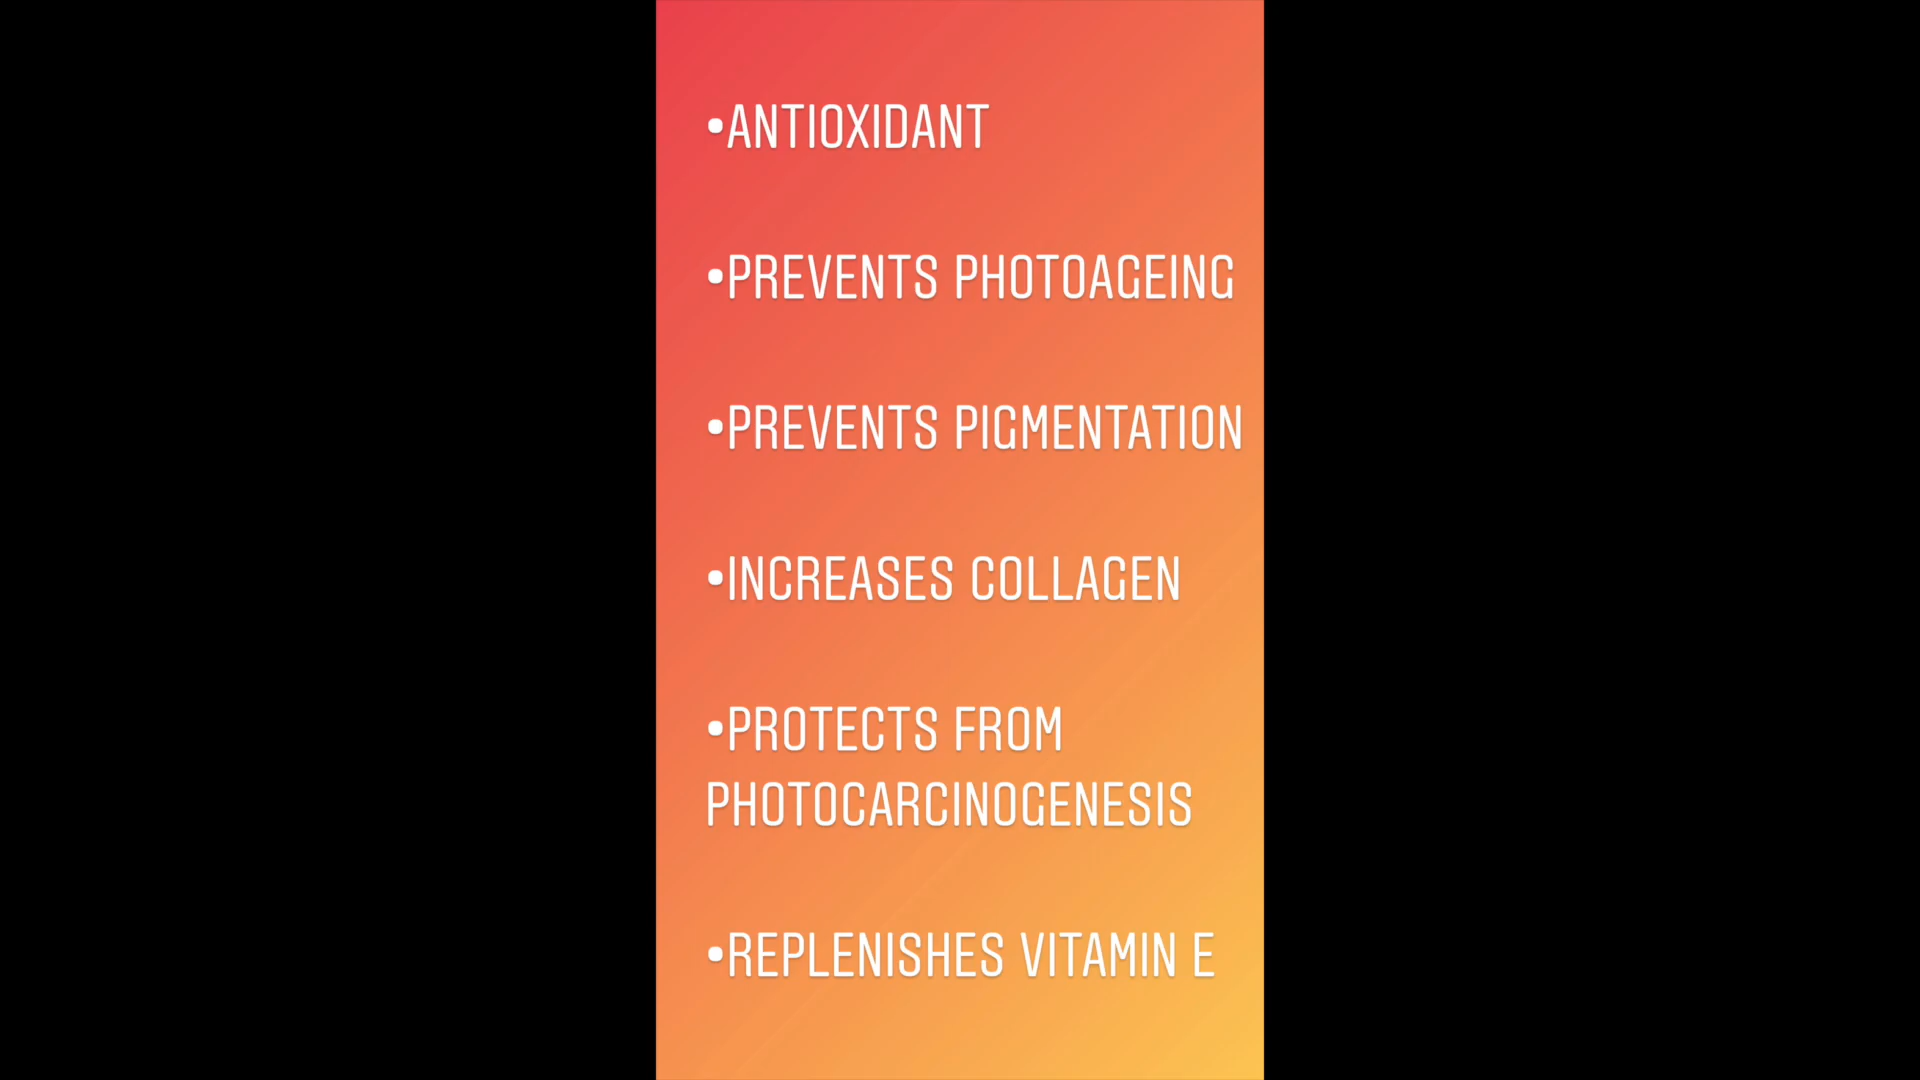 •ANTIOXIDANT
•PREVENTS PHOTOAGEING
•PREVENTS PIGMENTATION
•INCREASES COLLAGEN
•PROTECTS FROM
PHOTOCARCINOGENESIS
•REPLENISHES VITAMIN E